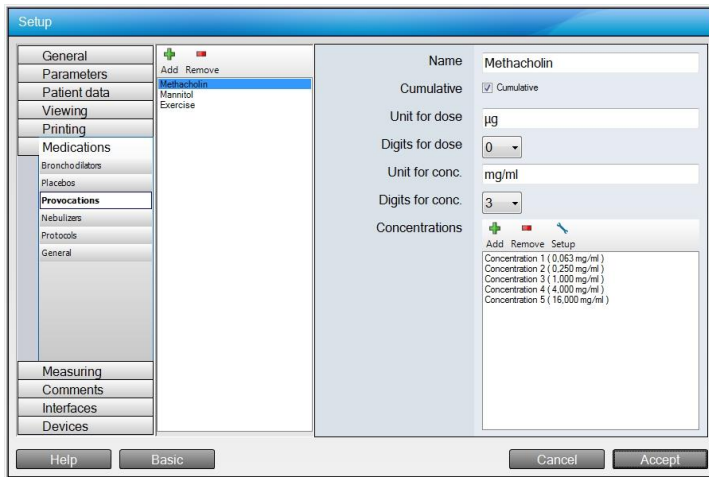 Setup
General
Parameters
Patient data
Viewing
Printing
Medications
Bronchodilators
Placebos
Provocations
Nebulizers
Protocols
General
Measuring
Comments
Interfaces
Devices
Add Remove
Methacholin
Mannitol
Exercise
Name Methacholin
Cumulative Cumulative
Unit for dose µg
Digits for dose 0
Unit for conc. mg/ml
Digits for conc. 3
Concentrations
Add Remove Setup
Concentration 1 ( 0,063 mg/ml )
Concentration 2 ( 0,250 mg/ml )
Concentration 3 ( 1,000 mg/ml )
Concentration 4 ( 4,000 mg/ml )
Concentration 5 ( 16,000 mg/ml )
Help Basic Cancel Accept